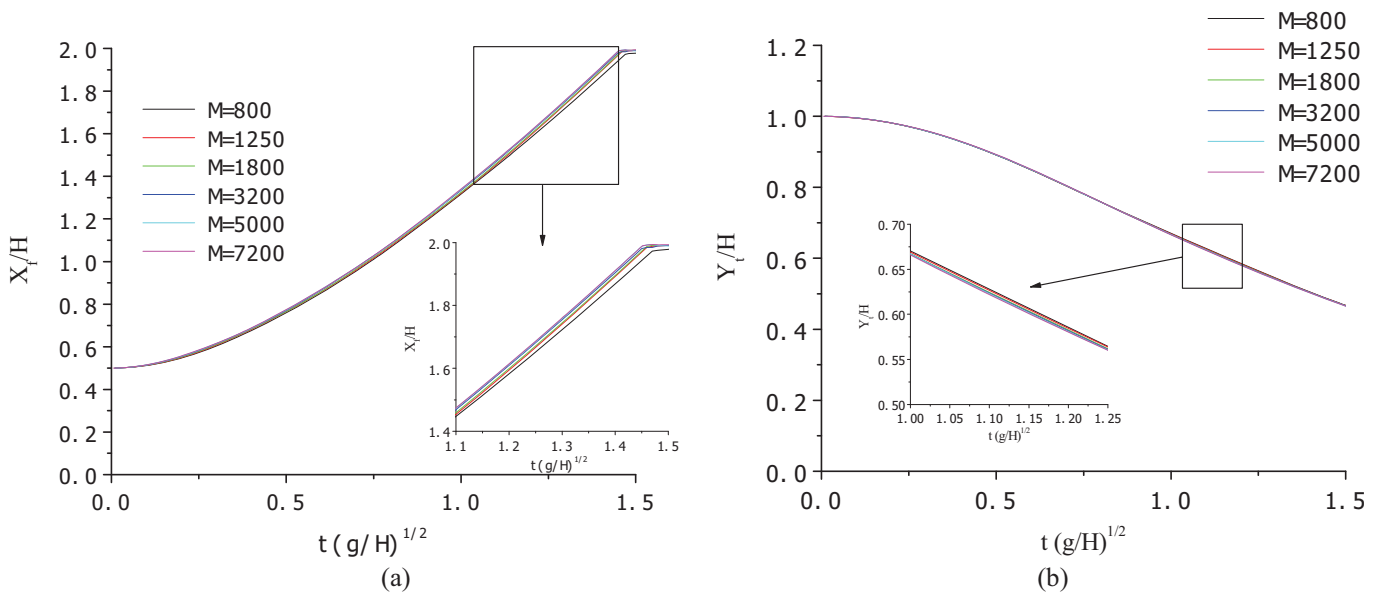 2.0
1.8
1.6
1.4
1.2
1.0
0.8
0.6
0.4
0.2
0.0
X_f/H
M=800
M=1250
M=1800
M=3200
M=5000
M=7200
2.0
1.8
1.6
1.4
X_f/H
1.1 1.2 1.3 1.4 1.5
t (g/H)^1/2
0.0 0.5 1.0 1.5
t (g/H)^1/2
(a)
M=800
M=1250
M=1800
M=3200
M=5000
M=7200
1.2
1.0
0.8
0.6
0.4
0.2
0.0
Y_t/H
0.70
0.65
0.60
0.55
0.50
Y_t/H
1.00 1.05 1.10 1.15 1.20 1.25
t (g/H)^1/2
0.0 0.5 1.0 1.5
t (g/H)^1/2
(b)